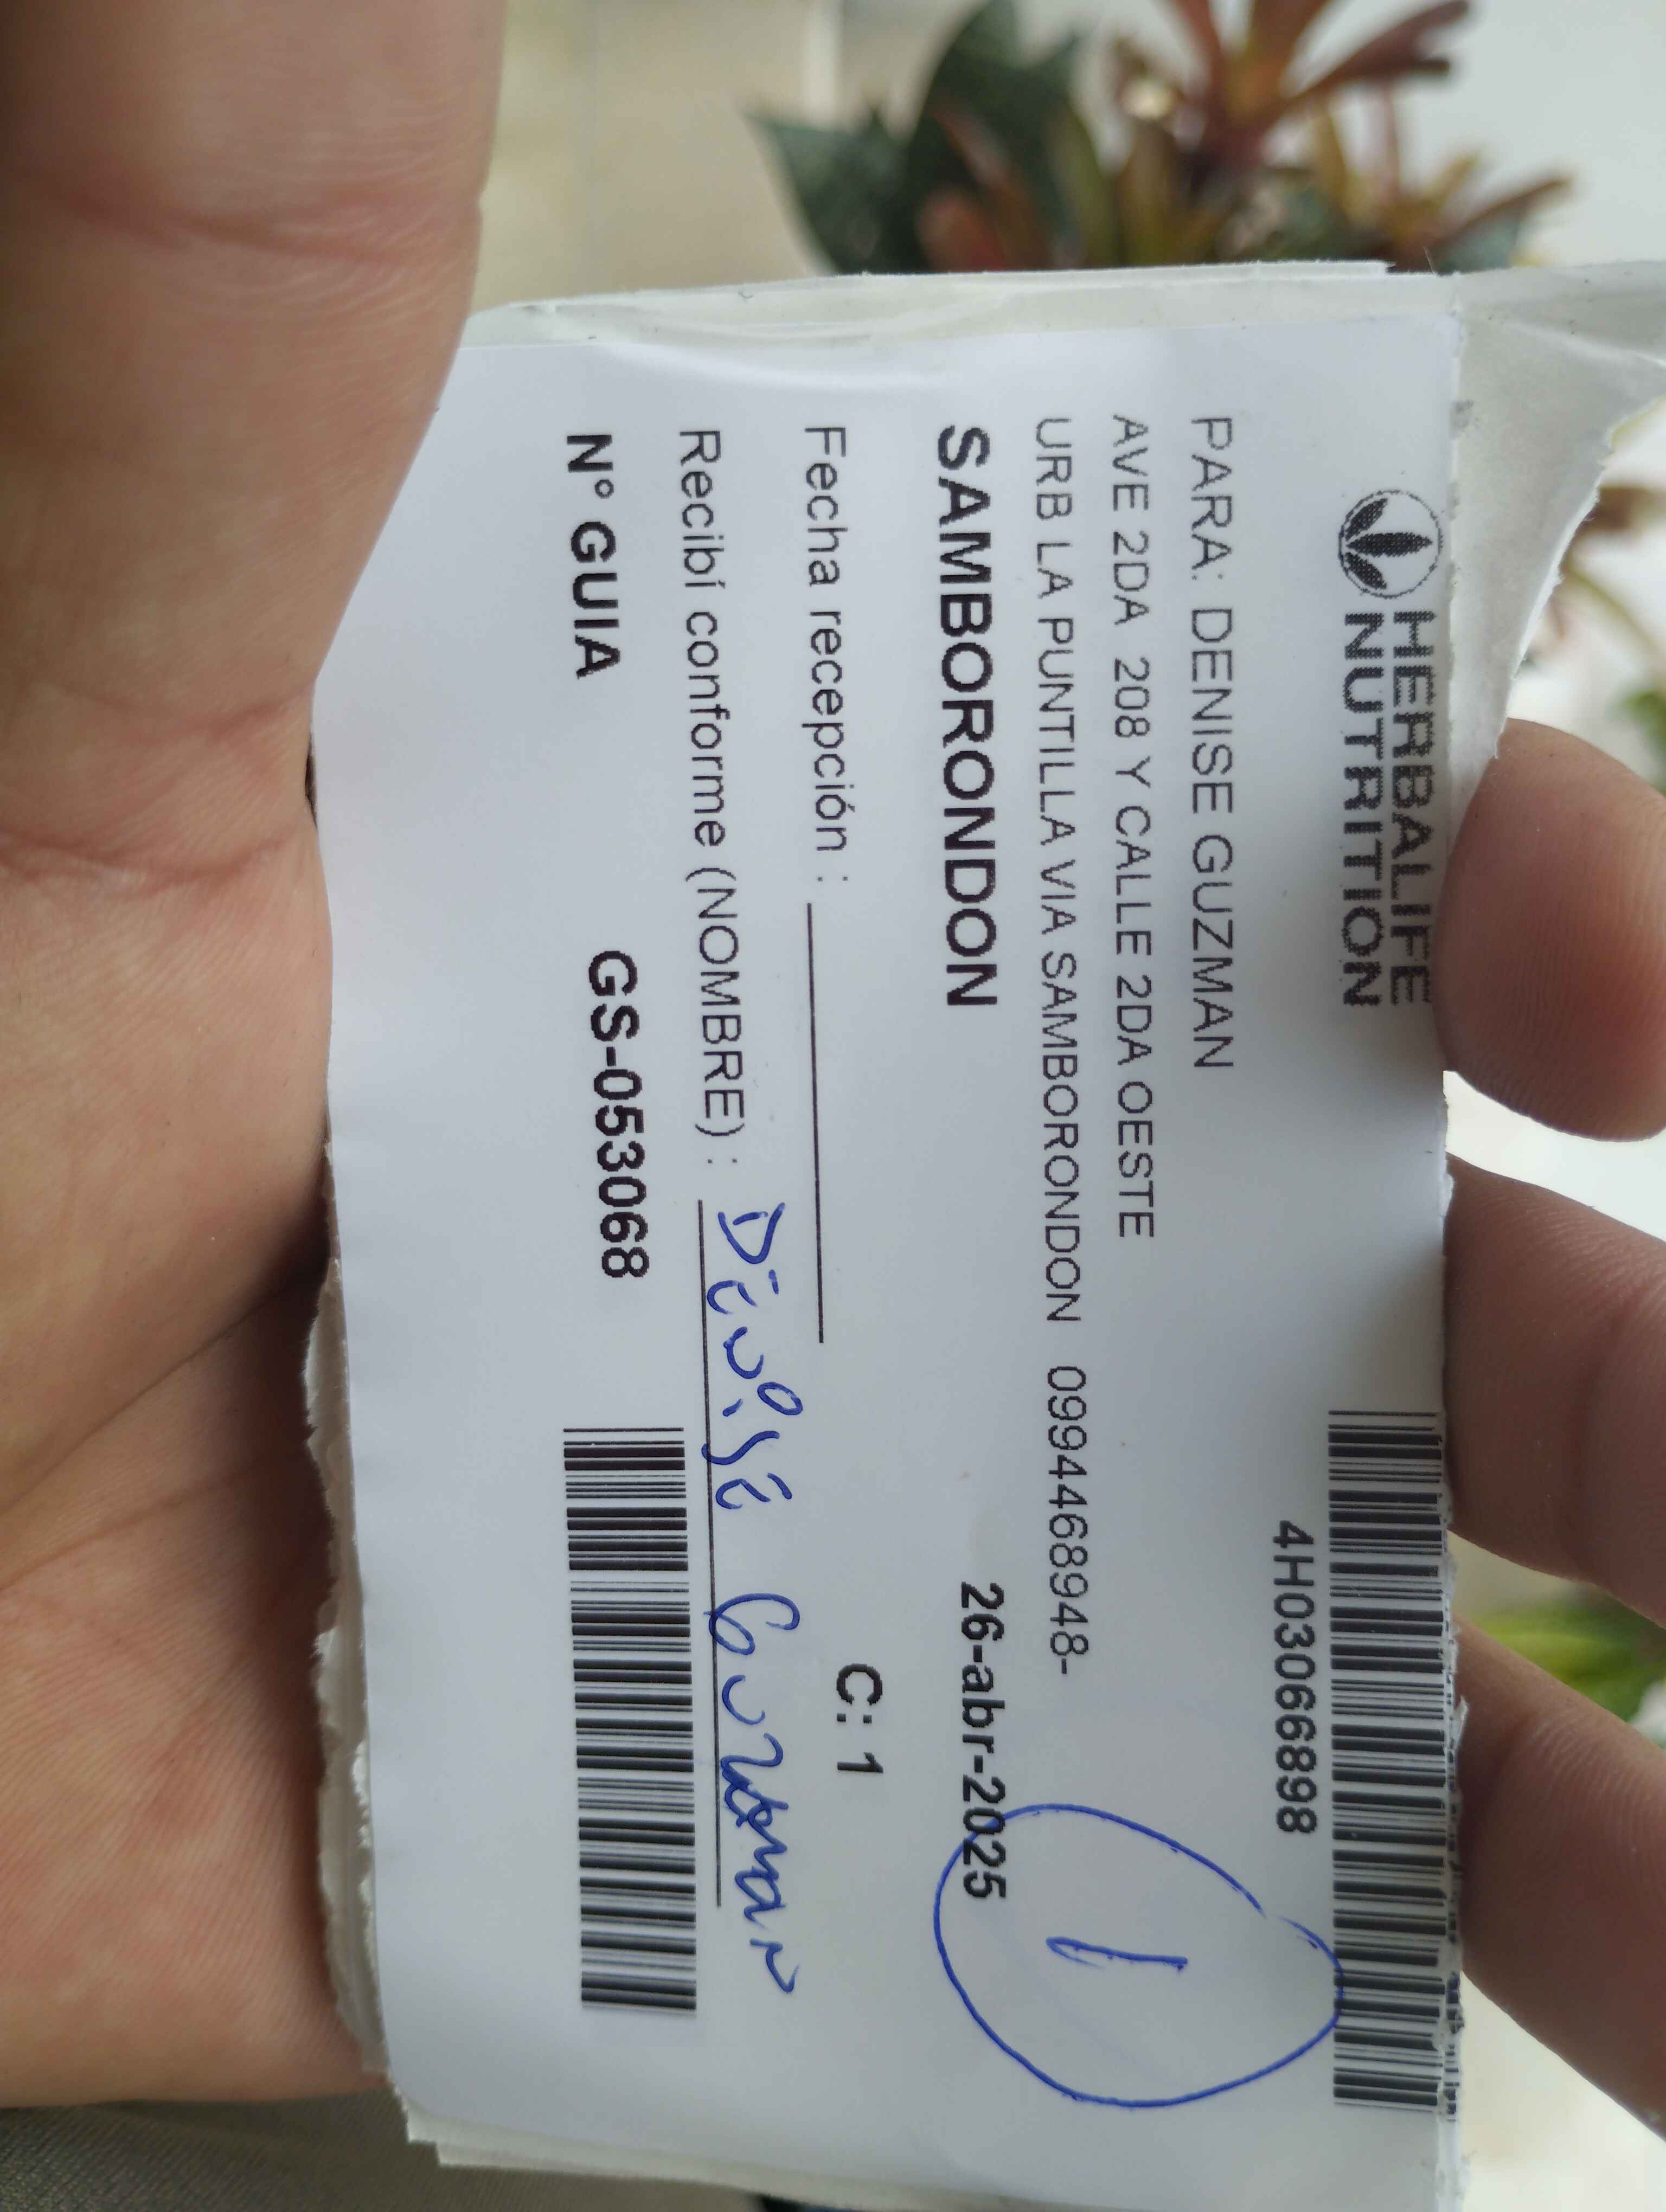 HERBALIFE
NUTRITION
4H03066898
PARA: DENISE GUZMAN
AVE 2DA 208 Y CALLE 2DA OESTE
URB LA PUNTILLA VIA SAMBORONDON 0994468948-
1
SAMBORONDON 26-abr-2025
C: 1
Fecha recepción :
Recibí conforme (NOMBRE) : Denise Guzman
N° GUIA GS-053068